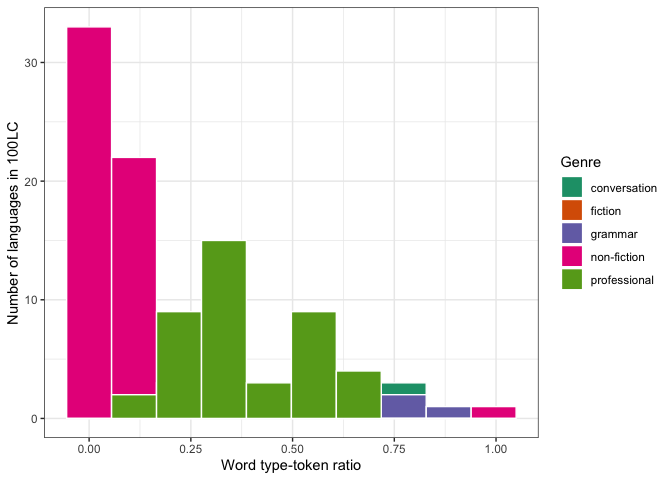 Number of languages in 100LC
30
20
10
0
0.00 0.25 0.50 0.75 1.00
Word type-token ratio
Genre
conversation
fiction
grammar
non-fiction
professional